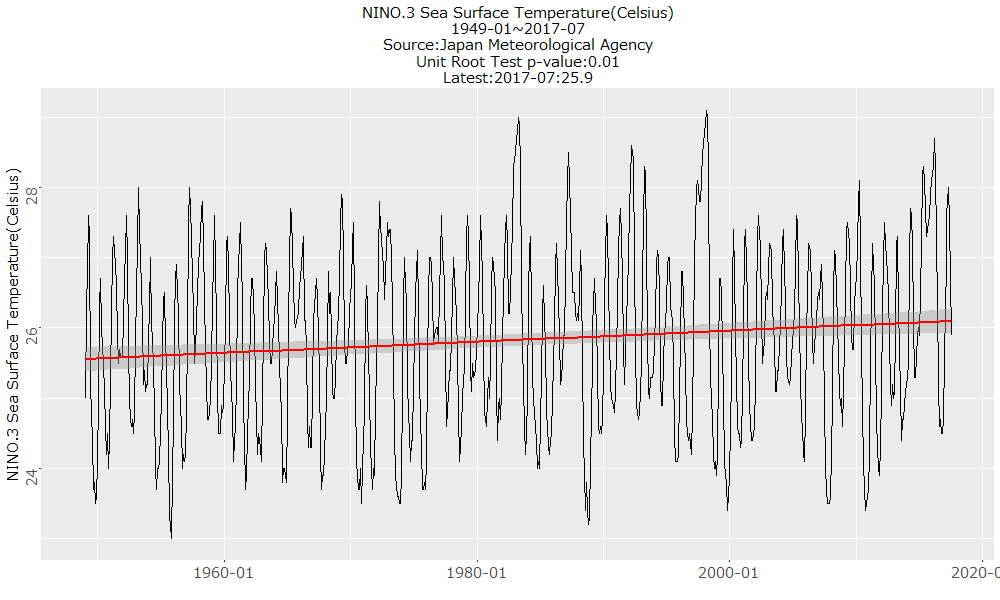 NINO.3 Sea Surface Temperature(Celsius)
1949-01~2017-07
Source:Japan Meteorological Agency
Unit Root Test p-value:0.01
Latest:2017-07:25.9
NINO.3 Sea Surface Temperature(Celsius)
28
26
24
1960-01
1980-01
2000-01
2020-0